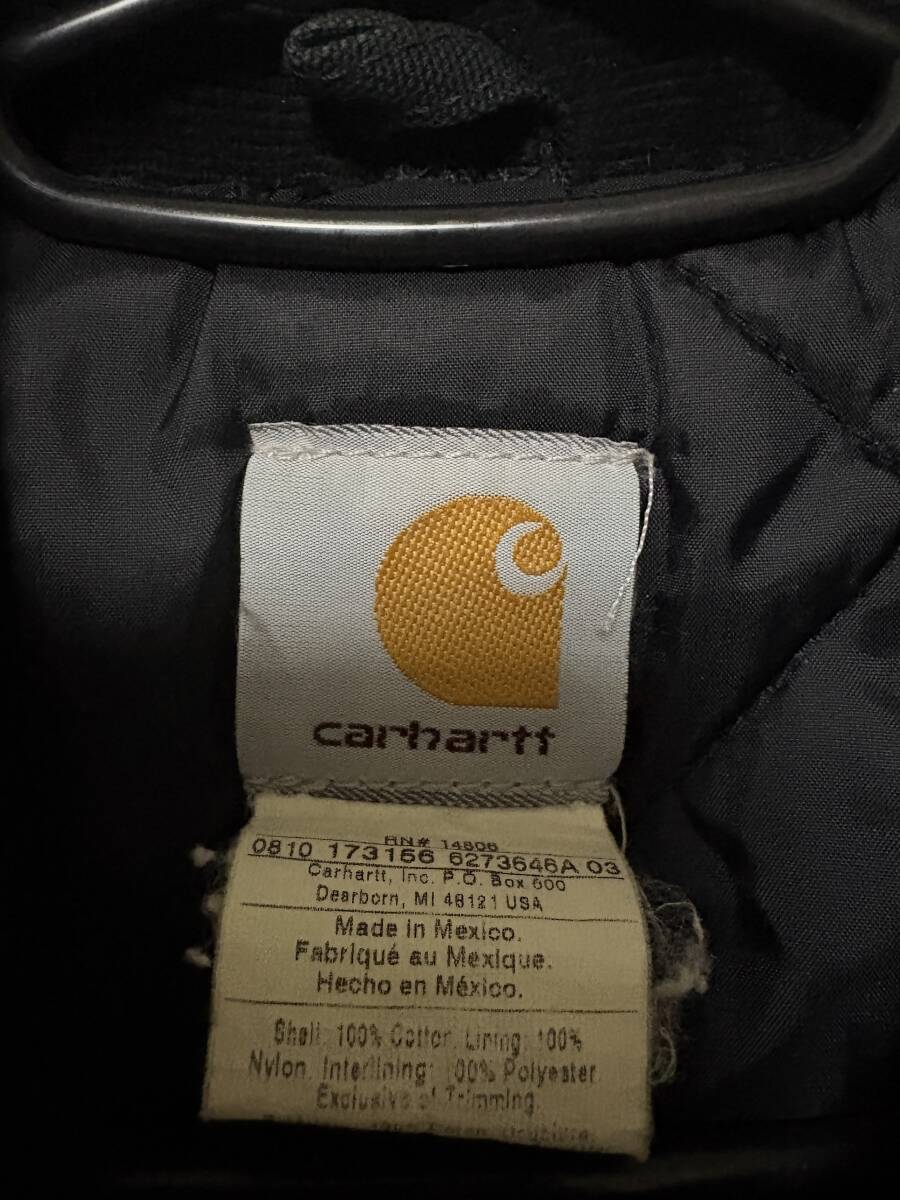 carhartt
RN# 14806
0810 173156 6273646A 03
Carhartt, Inc. P.O. Box 600
Dearborn, MI 48121 USA
Made in Mexico.
Fabriqué au Mexique.
Hecho en México.
Shell: 100% Cotton. Lining: 100%
Nylon. Interlining: 100% Polyester.
Exclusive of Trimming.